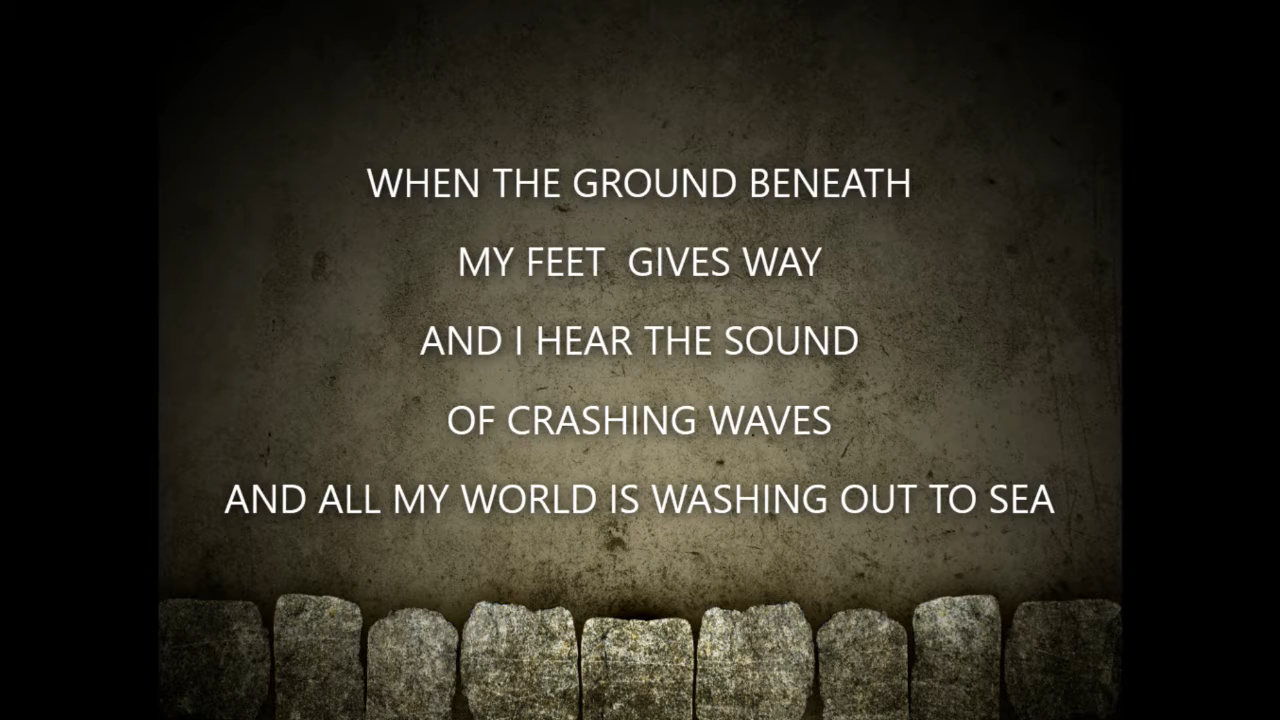 WHEN THE GROUND BENEATH
MY FEET  GIVES WAY
AND I HEAR THE SOUND
OF CRASHING WAVES
AND ALL MY WORLD IS WASHING OUT TO SEA